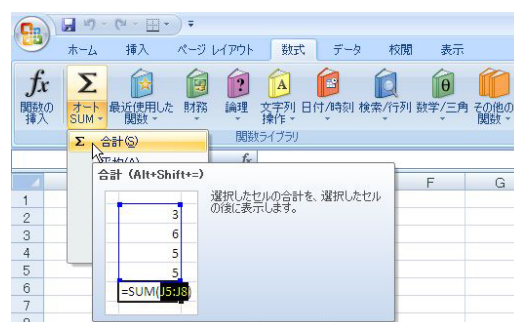 ホーム 挿入 ページ レイアウト 数式 データ 校閲 表示
fx Σ ? A θ
関数の挿入 オート SUM 最近使用した関数 財務 論理 文字列操作 日付/時刻 検索/行列 数学/三角 その他の関数
関数ライブラリ
Σ 合計(S)
平均(A) fx
合計 (Alt+Shift+=)
選択したセルの合計を、選択したセル
の後に表示します。
F G
1
2
3
4
5
6
7
3
6
5
5
=SUM(J5:J8)